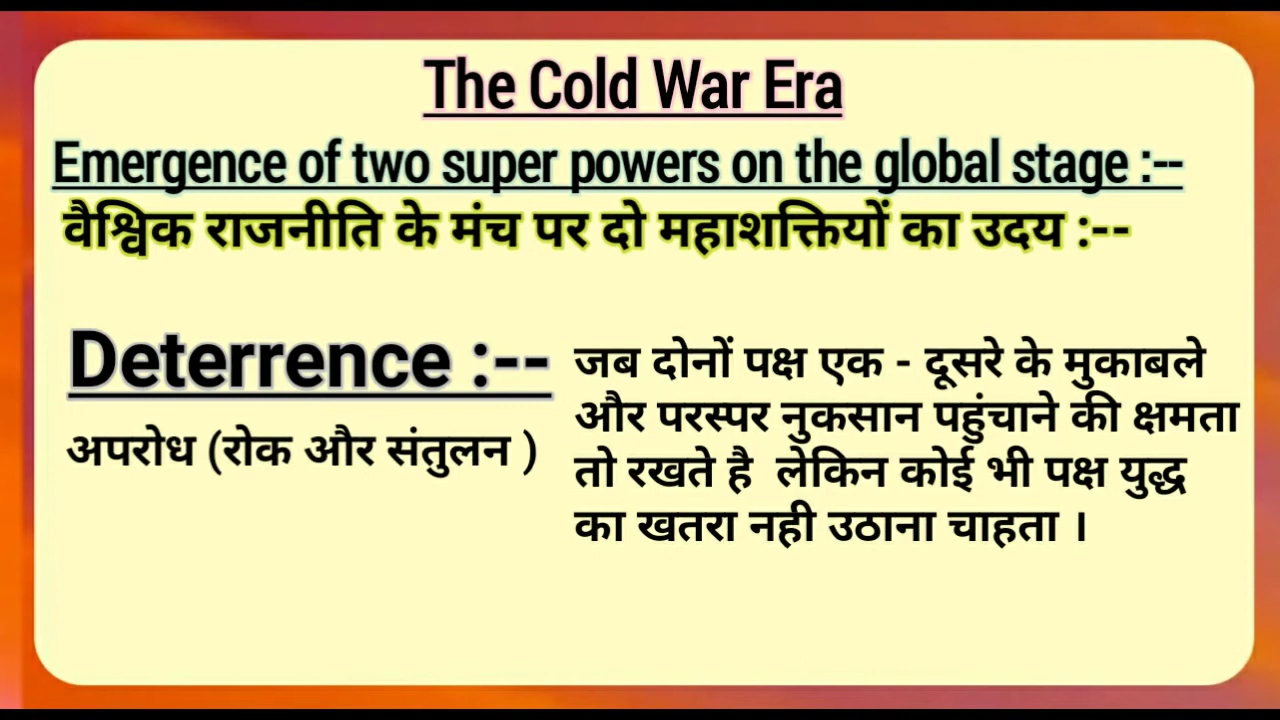 The Cold War Era
Emergence of two super powers on the global stage :--
वैश्विक राजनीति के मंच पर दो महाशक्तियों का उदय :--
Deterrence :--
अपरोध (रोक और संतुलन )
जब दोनों पक्ष एक - दूसरे के मुकाबले
और परस्पर नुकसान पहुंचाने की क्षमता
तो रखते है लेकिन कोई भी पक्ष युद्ध
का खतरा नही उठाना चाहता ।